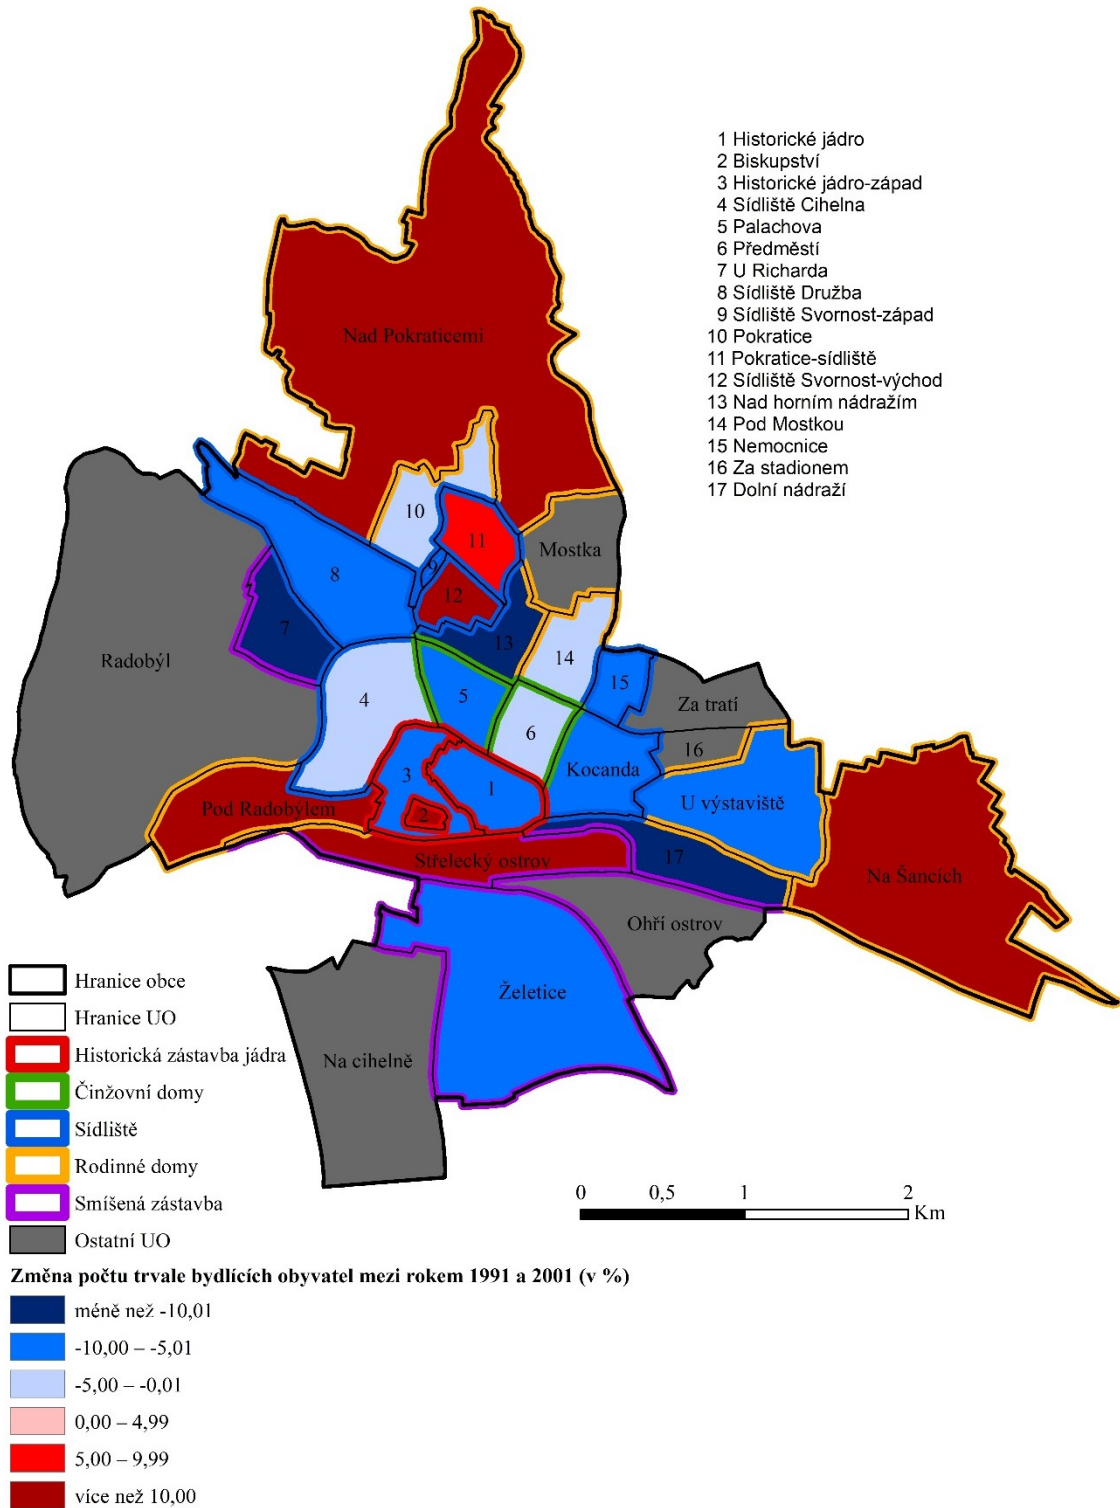 1 Historické jádro
2 Biskupství
3 Historické jádro-západ
4 Sídliště Cihelna
5 Palachova
6 Předměstí
7 U Richarda
8 Sídliště Družba
9 Sídliště Svornost-západ
10 Pokratice
11 Pokratice-sídliště
12 Sídliště Svornost-východ
13 Nad horním nádražím
14 Pod Mostkou
15 Nemocnice
16 Za stadionem
17 Dolní nádraží
Nad Pokraticemi
10
11
Mostka
9
8
12
7
13
Radobýl
14
15
4
5
Za tratí
6
16
3
Kocanda
1
U výstaviště
Pod Radobýlem
2
Střelecký ostrov
17
Na Šancích
Ohří ostrov
Želetice
Na cihelně
Hranice obce
Hranice UO
Historická zástavba jádra
Činžovní domy
Sídliště
Rodinné domy
Smíšená zástavba
Ostatní UO
0 0,5 1 2
Km
Změna počtu trvale bydlících obyvatel mezi rokem 1991 a 2001 (v %)
méně než -10,01
-10,00 – -5,01
-5,00 – -0,01
0,00 – 4,99
5,00 – 9,99
více než 10,00